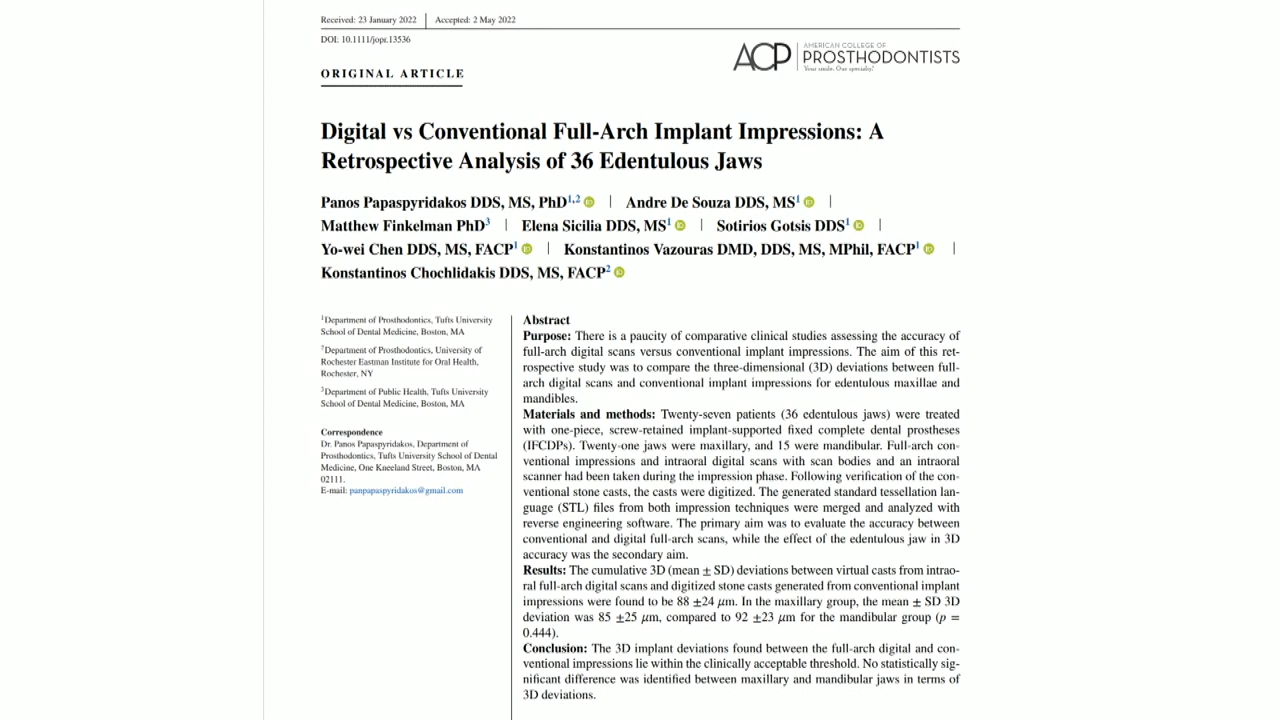 Received: 23 January 2022 | Accepted: 2 May 2022
DOI: 10.1111/jopr.13536
ACP AMERICAN COLLEGE OF PROSTHODONTISTS Your smile. Our specialty.®
ORIGINAL ARTICLE
Digital vs Conventional Full-Arch Implant Impressions: A
Retrospective Analysis of 36 Edentulous Jaws
Panos Papaspyridakos DDS, MS, PhD1,2 iD | Andre De Souza DDS, MS1 iD |
Matthew Finkelman PhD3 | Elena Sicilia DDS, MS1 iD | Sotirios Gotsis DDS1 iD |
Yo-wei Chen DDS, MS, FACP1 iD | Konstantinos Vazouras DMD, DDS, MS, MPhil, FACP1 iD |
Konstantinos Chochlidakis DDS, MS, FACP2 iD
1Department of Prosthodontics, Tufts University
School of Dental Medicine, Boston, MA
2Department of Prosthodontics, University of
Rochester Eastman Institute for Oral Health,
Rochester, NY
3Department of Public Health, Tufts University
School of Dental Medicine, Boston, MA
Correspondence
Dr. Panos Papaspyridakos, Department of
Prosthodontics, Tufts University School of Dental
Medicine, One Kneeland Street, Boston, MA
02111.
E-mail: panpapaspyridakos@gmail.com
Abstract
Purpose: There is a paucity of comparative clinical studies assessing the accuracy of
full-arch digital scans versus conventional implant impressions. The aim of this ret-
rospective study was to compare the three-dimensional (3D) deviations between full-
arch digital scans and conventional implant impressions for edentulous maxillae and
mandibles.
Materials and methods: Twenty-seven patients (36 edentulous jaws) were treated
with one-piece, screw-retained implant-supported fixed complete dental prostheses
(IFCDPs). Twenty-one jaws were maxillary, and 15 were mandibular. Full-arch con-
ventional impressions and intraoral digital scans with scan bodies and an intraoral
scanner had been taken during the impression phase. Following verification of the con-
ventional stone casts, the casts were digitized. The generated standard tessellation lan-
guage (STL) files from both impression techniques were merged and analyzed with
reverse engineering software. The primary aim was to evaluate the accuracy between
conventional and digital full-arch scans, while the effect of the edentulous jaw in 3D
accuracy was the secondary aim.
Results: The cumulative 3D (mean ± SD) deviations between virtual casts from intrao-
ral full-arch digital scans and digitized stone casts generated from conventional implant
impressions were found to be 88 ±24 μm. In the maxillary group, the mean ± SD 3D
deviation was 85 ±25 μm, compared to 92 ±23 μm for the mandibular group (p =
0.444).
Conclusion: The 3D implant deviations found between the full-arch digital and con-
ventional impressions lie within the clinically acceptable threshold. No statistically sig-
nificant difference was identified between maxillary and mandibular jaws in terms of
3D deviations.